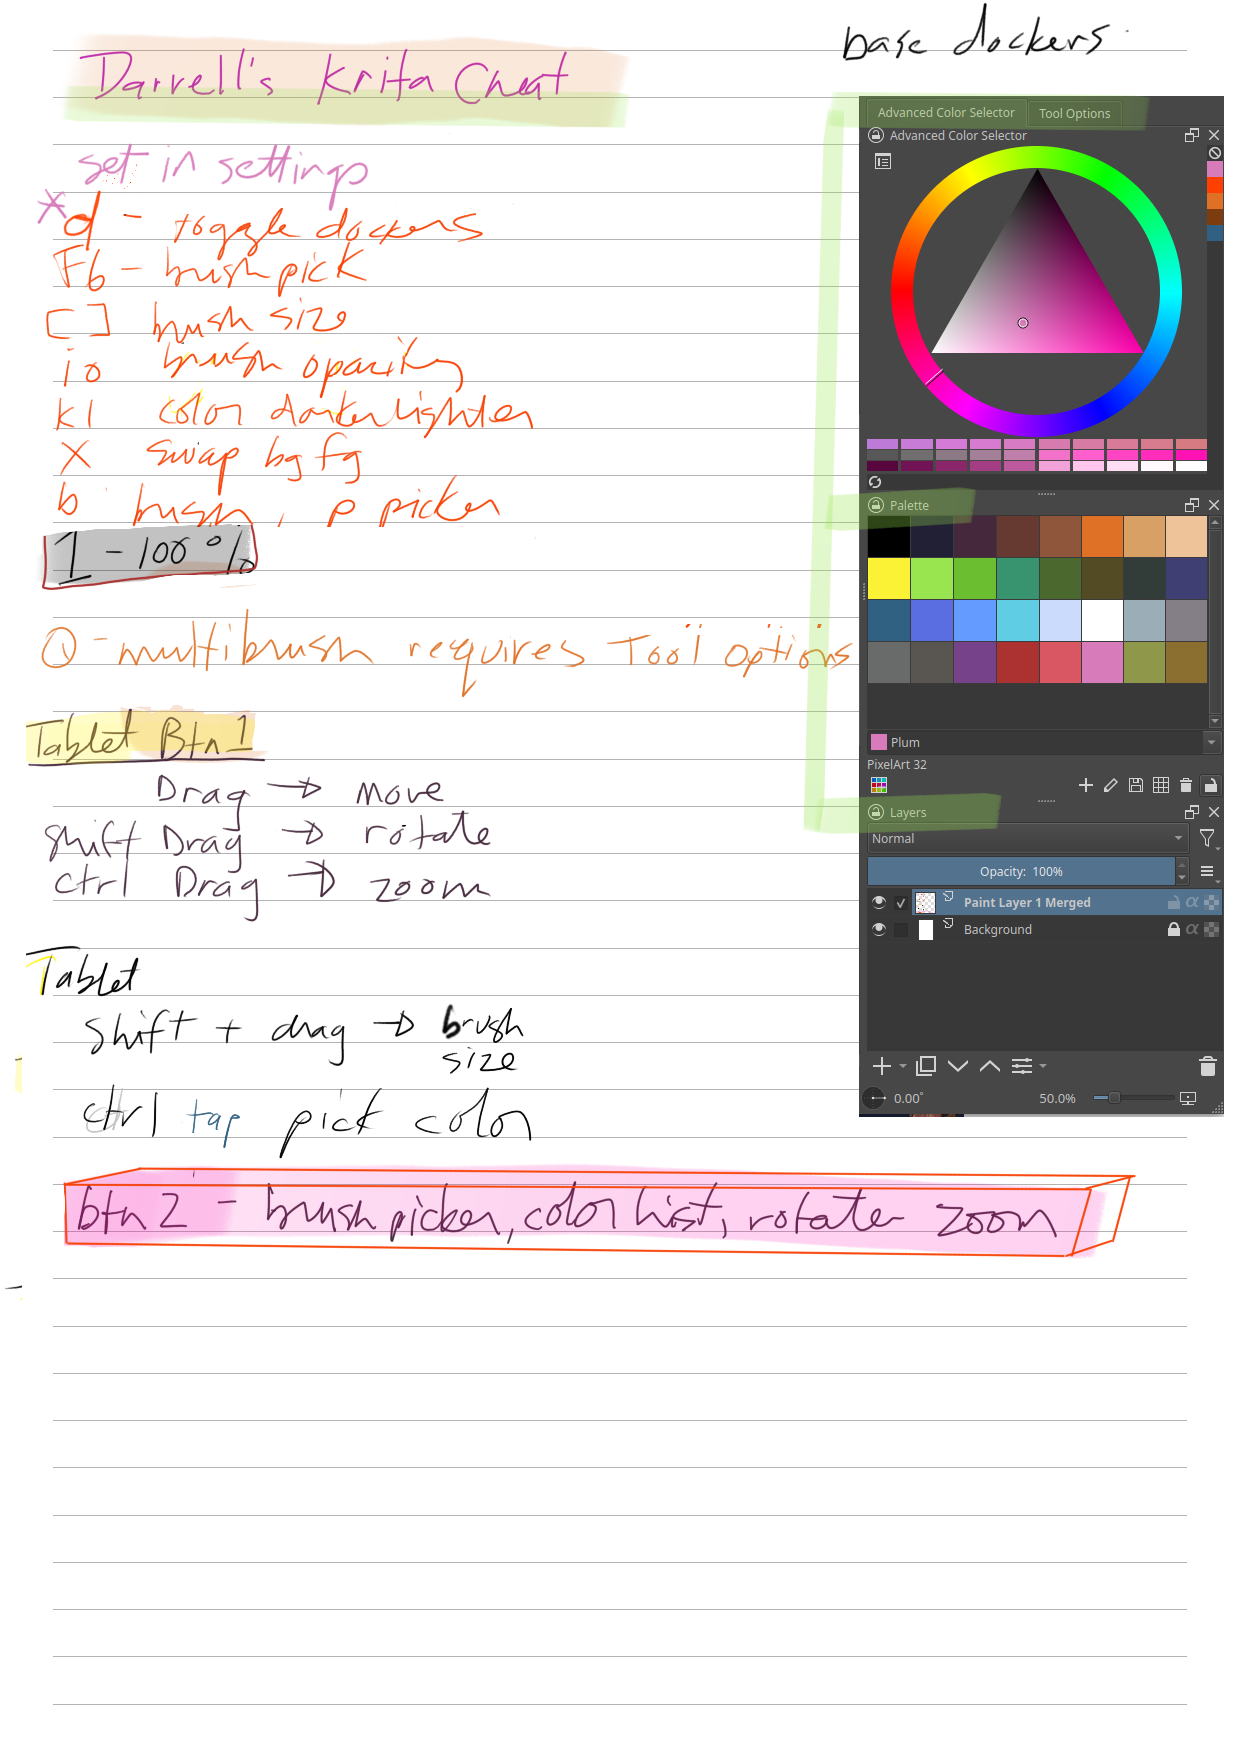 base dockers
Darrell's Krita Cheat
set in settings
* d - toggle dockers
F6 - brush pick
[ ] brush size
i o brush opacity
k l color darker lighter
X swap bg fg
b brush, p picker
1 - 100%
Q - multibrush requires Tool options
Tablet Btn 1
Drag → move
shift Drag → rotate
ctrl Drag → zoom
Tablet
shift + drag → brush
size
ctrl tap pick color
btn 2 - brush picker, color hist, rotate zoom
Advanced Color Selector Tool Options
Advanced Color Selector
Palette
Plum
PixelArt 32
Layers
Normal
Opacity: 100%
Paint Layer 1 Merged
Background
0.00° 50.0%